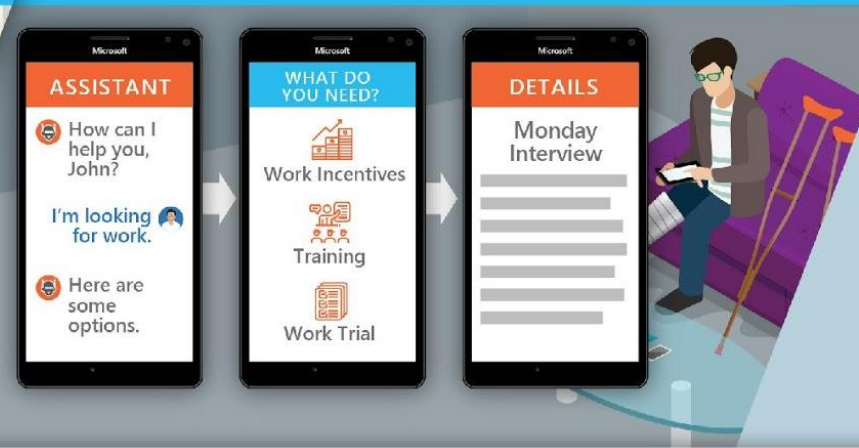 Microsoft
ASSISTANT
How can I
help you,
John?
I'm looking
for work.
Here are
some
options.
Microsoft
WHAT DO
YOU NEED?
Work Incentives
Training
Work Trial
Microsoft
DETAILS
Monday
Interview